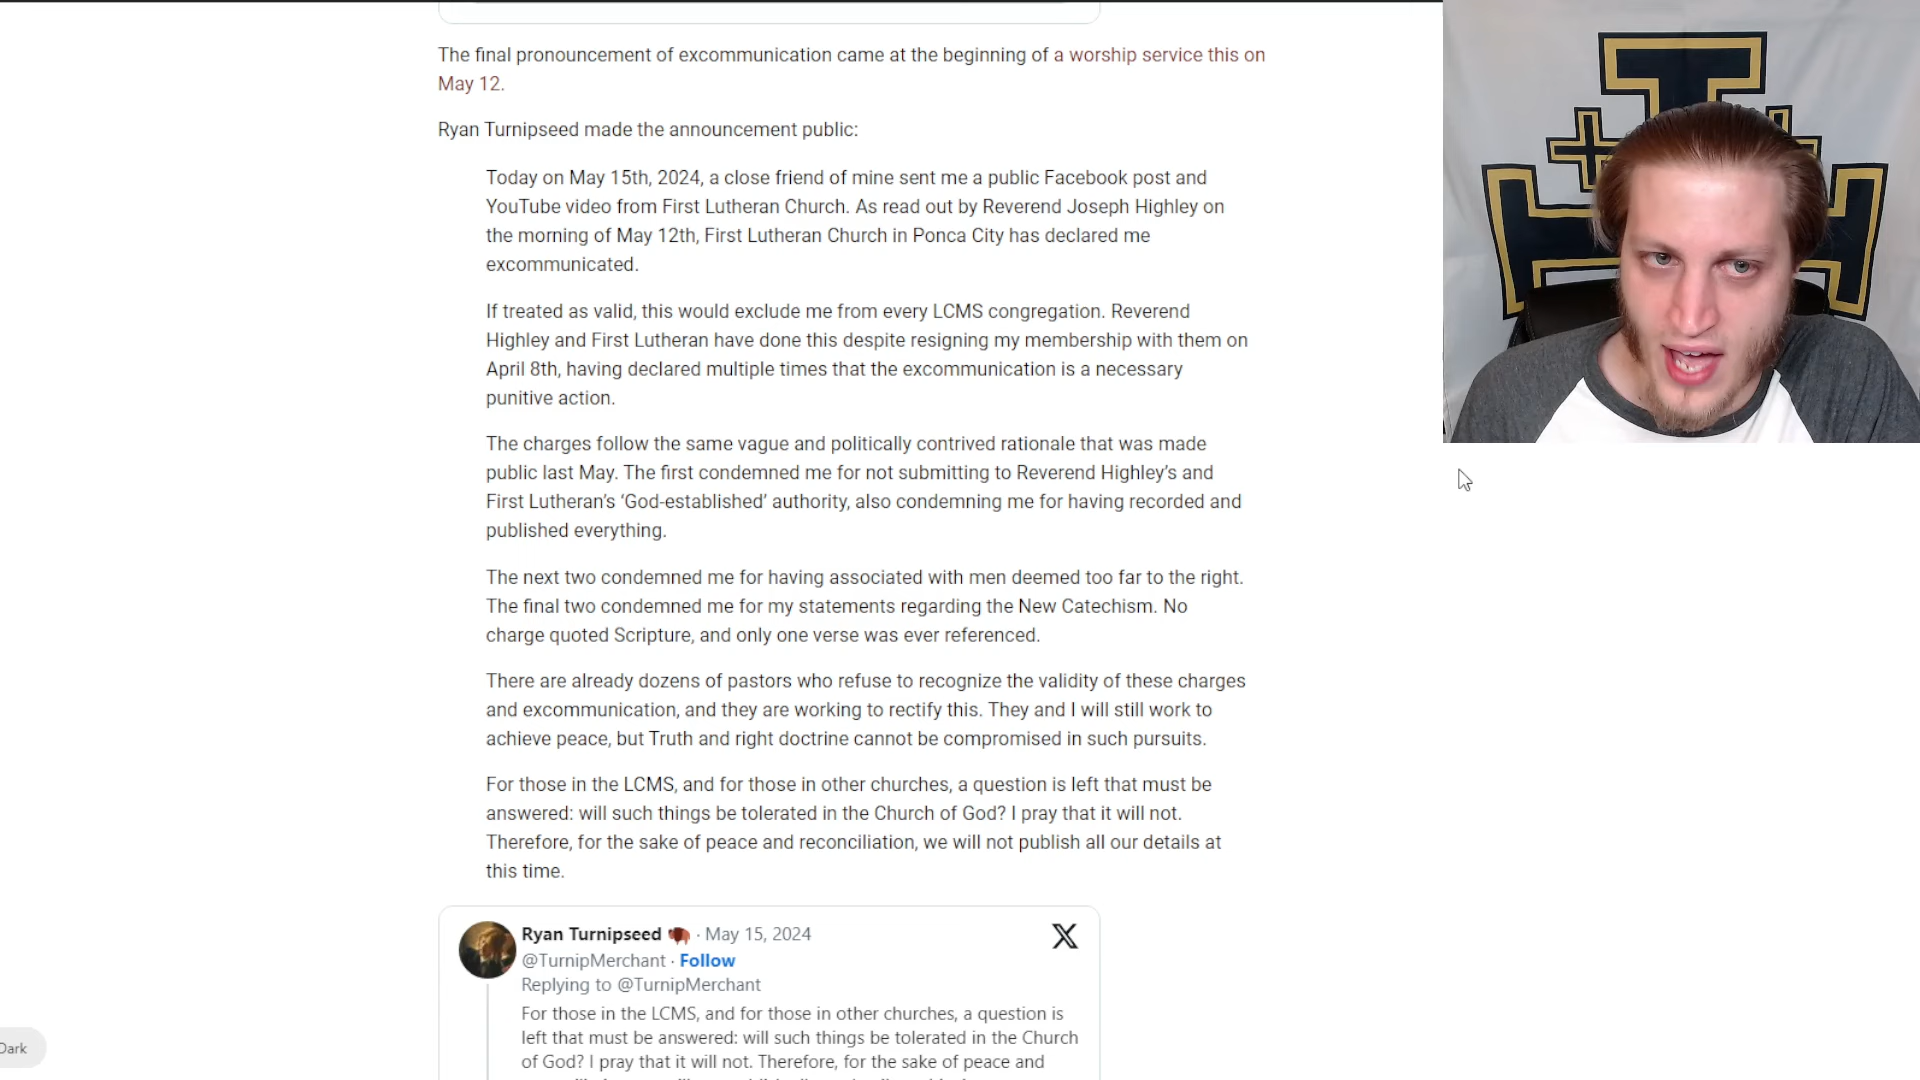 The final pronouncement of excommunication came at the beginning of a worship service this on
May 12.
Ryan Turnipseed made the announcement public:
Today on May 15th, 2024, a close friend of mine sent me a public Facebook post and
YouTube video from First Lutheran Church. As read out by Reverend Joseph Highley on
the morning of May 12th, First Lutheran Church in Ponca City has declared me
excommunicated.
If treated as valid, this would exclude me from every LCMS congregation. Reverend
Highley and First Lutheran have done this despite resigning my membership with them on
April 8th, having declared multiple times that the excommunication is a necessary
punitive action.
The charges follow the same vague and politically contrived rationale that was made
public last May. The first condemned me for not submitting to Reverend Highley’s and
First Lutheran’s ‘God-established’ authority, also condemning me for having recorded and
published everything.
The next two condemned me for having associated with men deemed too far to the right.
The final two condemned me for my statements regarding the New Catechism. No
charge quoted Scripture, and only one verse was ever referenced.
There are already dozens of pastors who refuse to recognize the validity of these charges
and excommunication, and they are working to rectify this. They and I will still work to
achieve peace, but Truth and right doctrine cannot be compromised in such pursuits.
For those in the LCMS, and for those in other churches, a question is left that must be
answered: will such things be tolerated in the Church of God? I pray that it will not.
Therefore, for the sake of peace and reconciliation, we will not publish all our details at
this time.
Ryan Turnipseed 🦬 · May 15, 2024
@TurnipMerchant · Follow
Replying to @TurnipMerchant
For those in the LCMS, and for those in other churches, a question is
left that must be answered: will such things be tolerated in the Church
of God? I pray that it will not. Therefore, for the sake of peace and
Dark